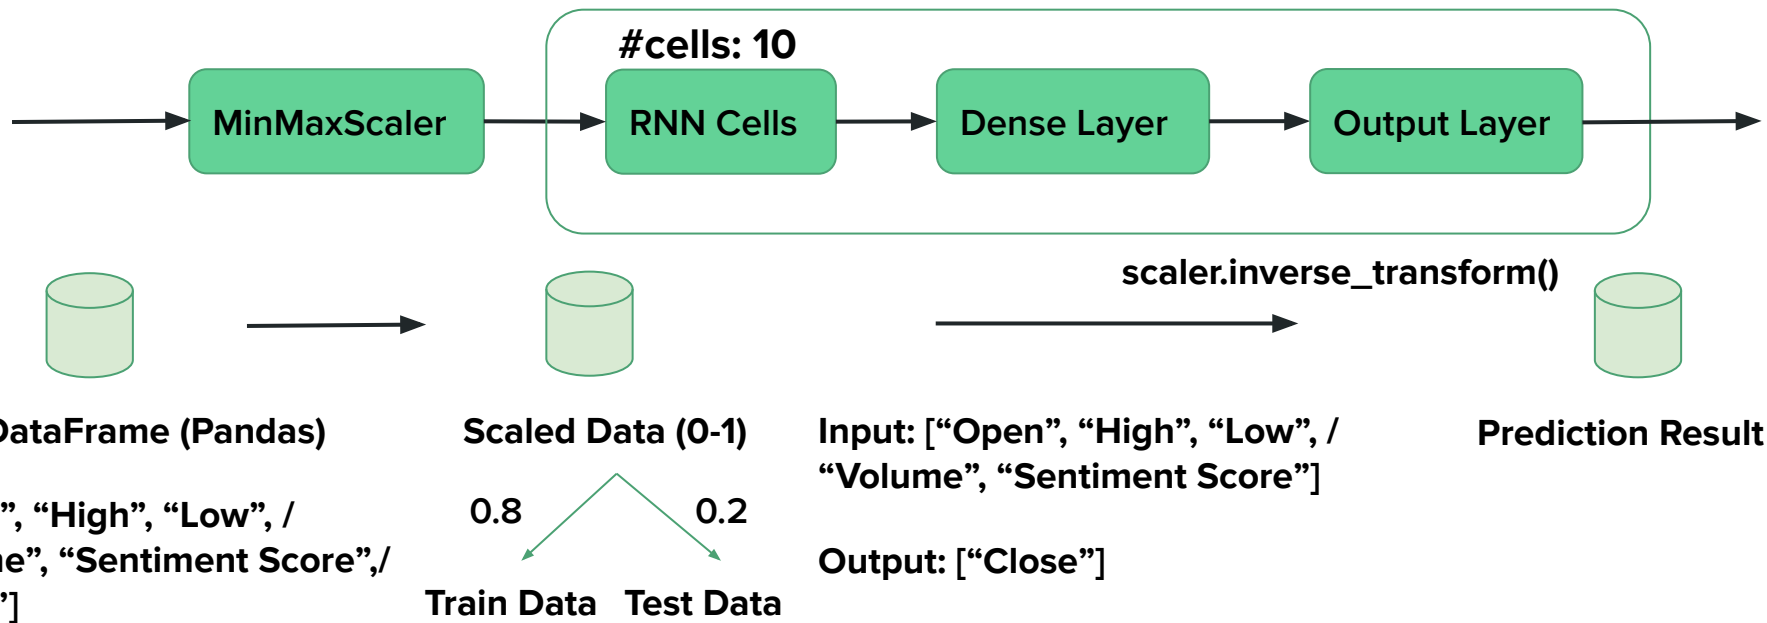 #cells: 10
MinMaxScaler
RNN Cells
Dense Layer
Output Layer
scaler.inverse_transform()
DataFrame (Pandas)
Scaled Data (0-1)
Input: [“Open”, “High”, “Low”, /
“Volume”, “Sentiment Score”]
Prediction Result
”, “High”, “Low”, /
”, “Sentiment Score”,/
”]
0.8
0.2
Output: [“Close”]
Train Data
Test Data